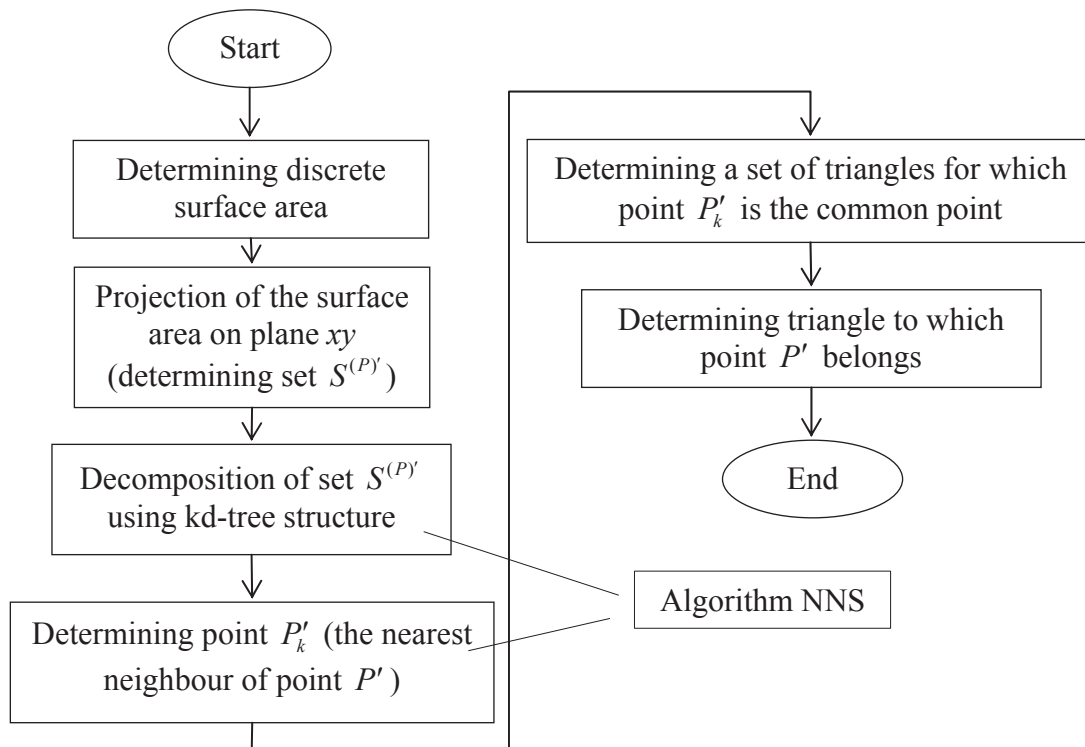 Start
Determining discrete
surface area
Projection of the surface
area on plane xy
(determining set S^{(P)′})
Decomposition of set S^{(P)′}
using kd-tree structure
Determining point P′_k (the nearest
neighbour of point P′)
Determining a set of triangles for which
point P′_k is the common point
Determining triangle to which
point P′ belongs
End
Algorithm NNS